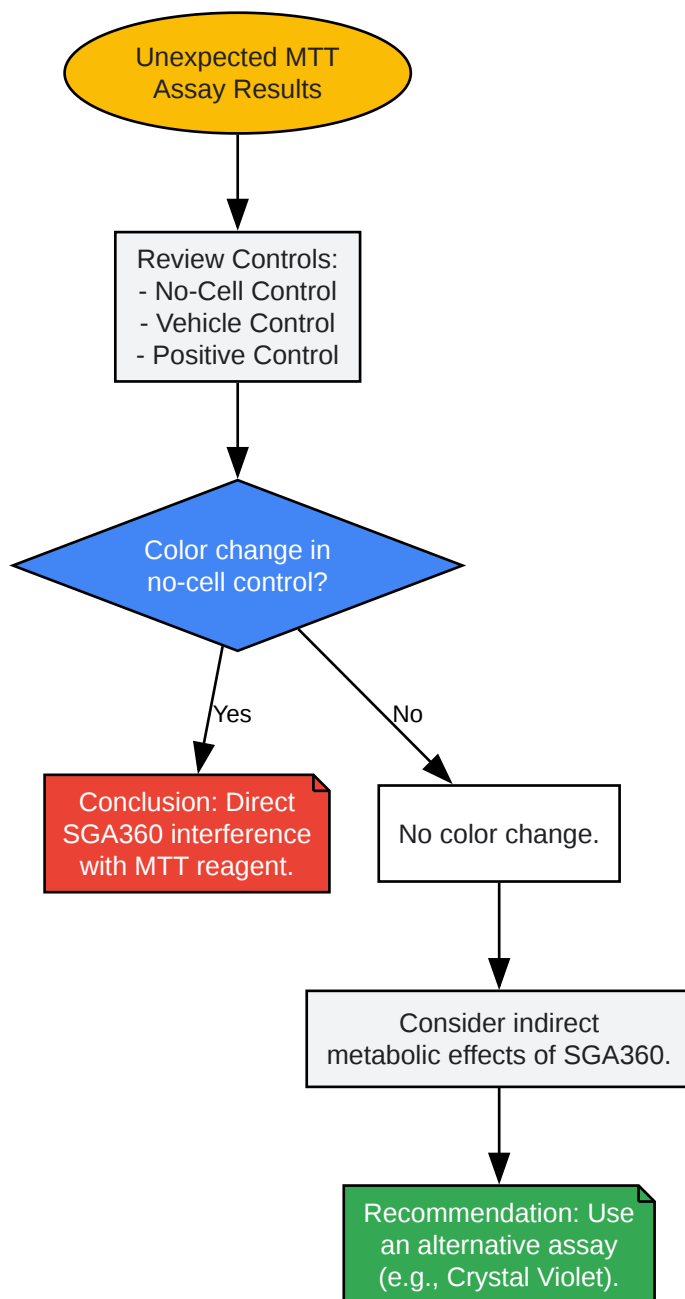 Unexpected MTT
Assay Results
Review Controls:
- No-Cell Control
- Vehicle Control
- Positive Control
Color change in
no-cell control?
Yes
No
Conclusion: Direct
SGA360 interference
with MTT reagent.
No color change.
Consider indirect
metabolic effects of SGA360.
Recommendation: Use
an alternative assay
(e.g., Crystal Violet).